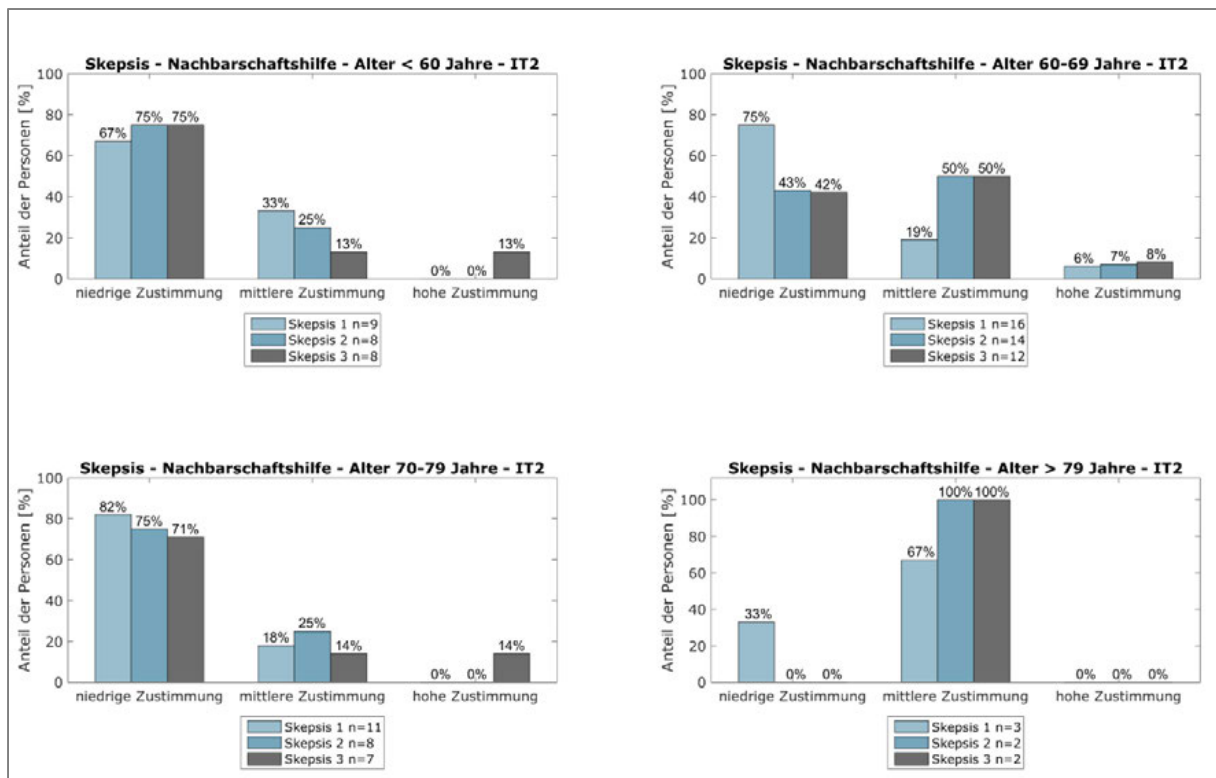 Skepsis - Nachbarschaftshilfe - Alter < 60 Jahre - IT2
Anteil der Personen [%]
100
80
60
40
20
0
67%
75%
75%
33%
25%
13%
0%
0%
13%
niedrige Zustimmung
mittlere Zustimmung
hohe Zustimmung
Skepsis 1 n=9
Skepsis 2 n=8
Skepsis 3 n=8
Skepsis - Nachbarschaftshilfe - Alter 60-69 Jahre - IT2
Anteil der Personen [%]
100
80
60
40
20
0
75%
43%
42%
19%
50%
50%
6%
7%
8%
niedrige Zustimmung
mittlere Zustimmung
hohe Zustimmung
Skepsis 1 n=16
Skepsis 2 n=14
Skepsis 3 n=12
Skepsis - Nachbarschaftshilfe - Alter 70-79 Jahre - IT2
Anteil der Personen [%]
100
80
60
40
20
0
82%
75%
71%
18%
25%
14%
0%
0%
14%
niedrige Zustimmung
mittlere Zustimmung
hohe Zustimmung
Skepsis 1 n=11
Skepsis 2 n=8
Skepsis 3 n=7
Skepsis - Nachbarschaftshilfe - Alter > 79 Jahre - IT2
Anteil der Personen [%]
100
80
60
40
20
0
33%
0%
0%
67%
100%
100%
0%
0%
0%
niedrige Zustimmung
mittlere Zustimmung
hohe Zustimmung
Skepsis 1 n=3
Skepsis 2 n=2
Skepsis 3 n=2